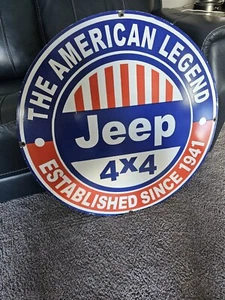 THE AMERICAN LEGEND
Jeep
4x4
ESTABLISHED SINCE 1941